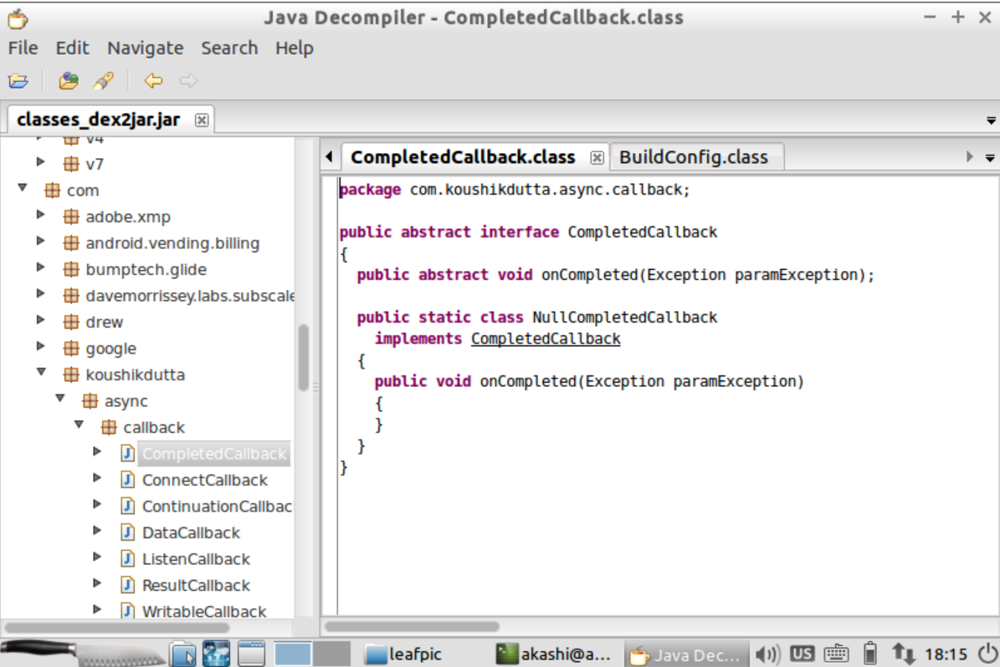 Java Decompiler - CompletedCallback.class
File Edit Navigate Search Help
classes_dex2jar.jar
v4
v7
com
adobe.xmp
android.vending.billing
bumptech.glide
davemorrissey.labs.subscale
drew
google
koushikdutta
async
callback
CompletedCallback
ConnectCallback
ContinuationCallbac
DataCallback
ListenCallback
ResultCallback
WritableCallback
CompletedCallback.class BuildConfig.class
package com.koushikdutta.async.callback;
public abstract interface CompletedCallback
{
public abstract void onCompleted(Exception paramException);
public static class NullCompletedCallback
implements CompletedCallback
{
public void onCompleted(Exception paramException)
{
}
}
}
leafpic akashi@a... Java Dec... US 18:15